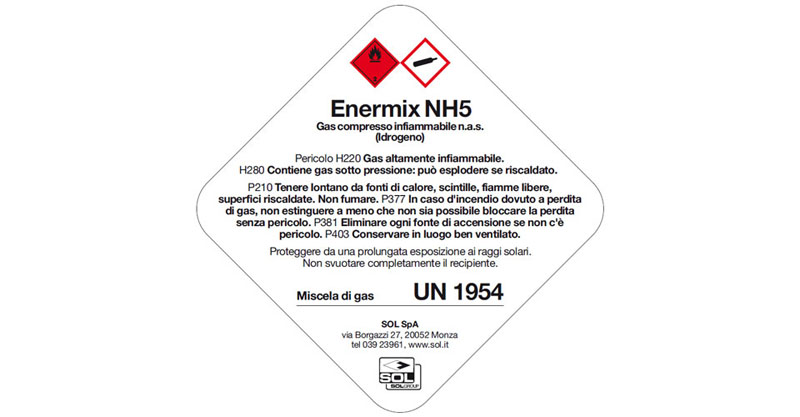 2
Enermix NH5
Gas compresso infiammabile n.a.s.
(Idrogeno)
Pericolo H220 Gas altamente infiammabile.
H280 Contiene gas sotto pressione: può esplodere se riscaldato.
P210 Tenere lontano da fonti di calore, scintille, fiamme libere,
superfici riscaldate. Non fumare. P377 In caso d'incendio dovuto a perdita
di gas, non estinguere a meno che non sia possibile bloccare la perdita
senza pericolo. P381 Eliminare ogni fonte di accensione se non c'è
pericolo. P403 Conservare in luogo ben ventilato.
Proteggere da una prolungata esposizione ai raggi solari.
Non svuotare completamente il recipiente.
Miscela di gas UN 1954
SOL SpA
via Borgazzi 27, 20052 Monza
tel 039 23961, www.sol.it
SOL
SOLGROUP